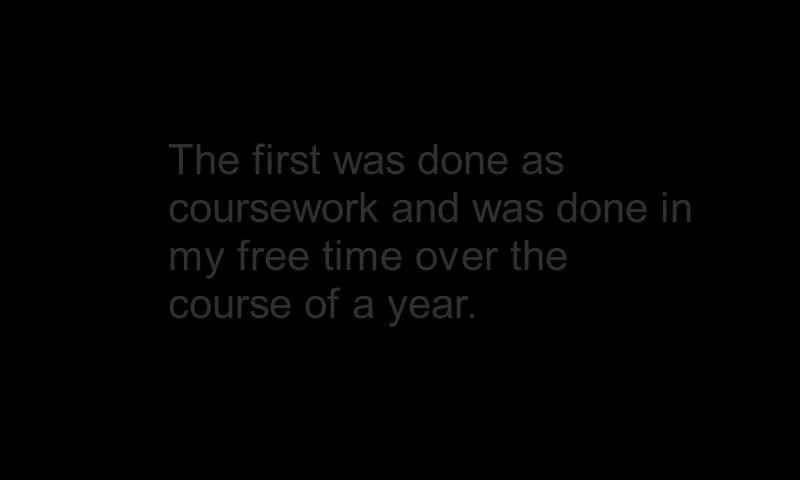 The first was done as
coursework and was done in
my free time over the
course of a year.